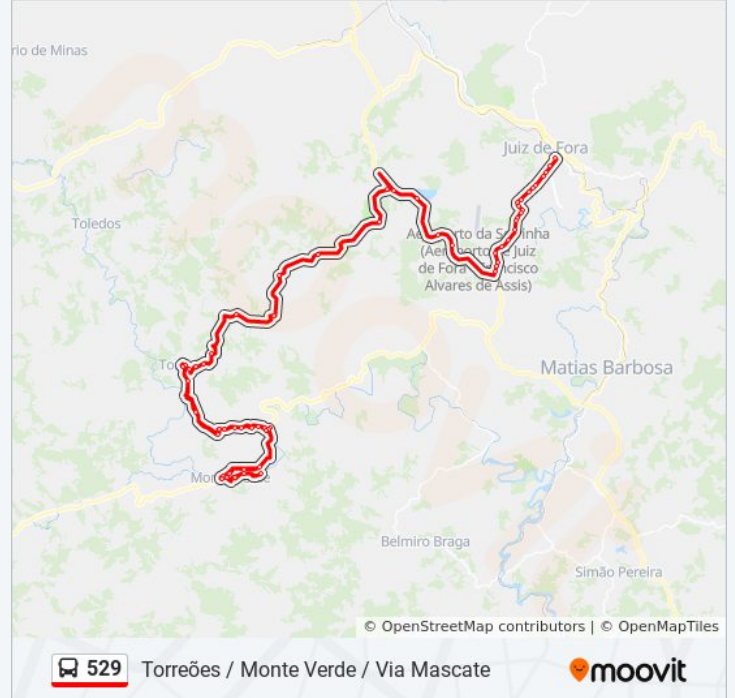 rio de Minas
Juiz de Fora
Toledos
Aeroporto da Serrinha
(Aeroporto de Juiz
de Fora Francisco
Alvares de Assis)
Matias Barbosa
Belmiro Braga
Simão Pereira
© OpenStreetMap contributors | © OpenMapTiles
529 Torreões / Monte Verde / Via Mascate
moovit